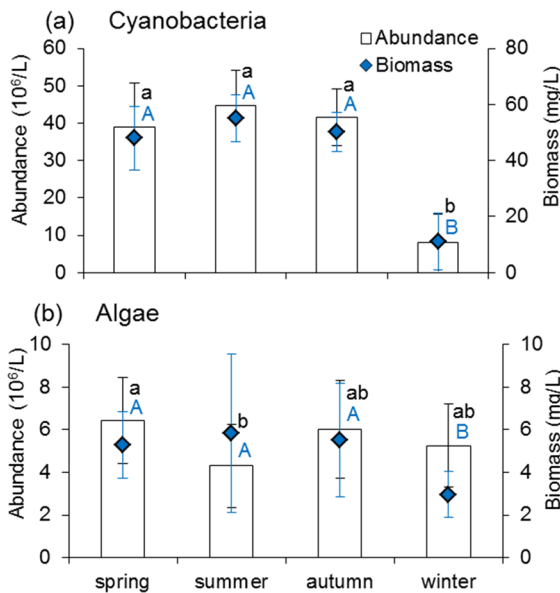 (a) Cyanobacteria
Abundance
Biomass
Abundance (10⁶/L)
Biomass (mg/L)
60
50
40
30
20
10
0
80
60
40
20
0
a
A
a
A
a
A
b
B
(b) Algae
Abundance (10⁶/L)
Biomass (mg/L)
10
8
6
4
2
0
10
8
6
4
2
0
a
A
b
A
ab
A
ab
B
spring summer autumn winter